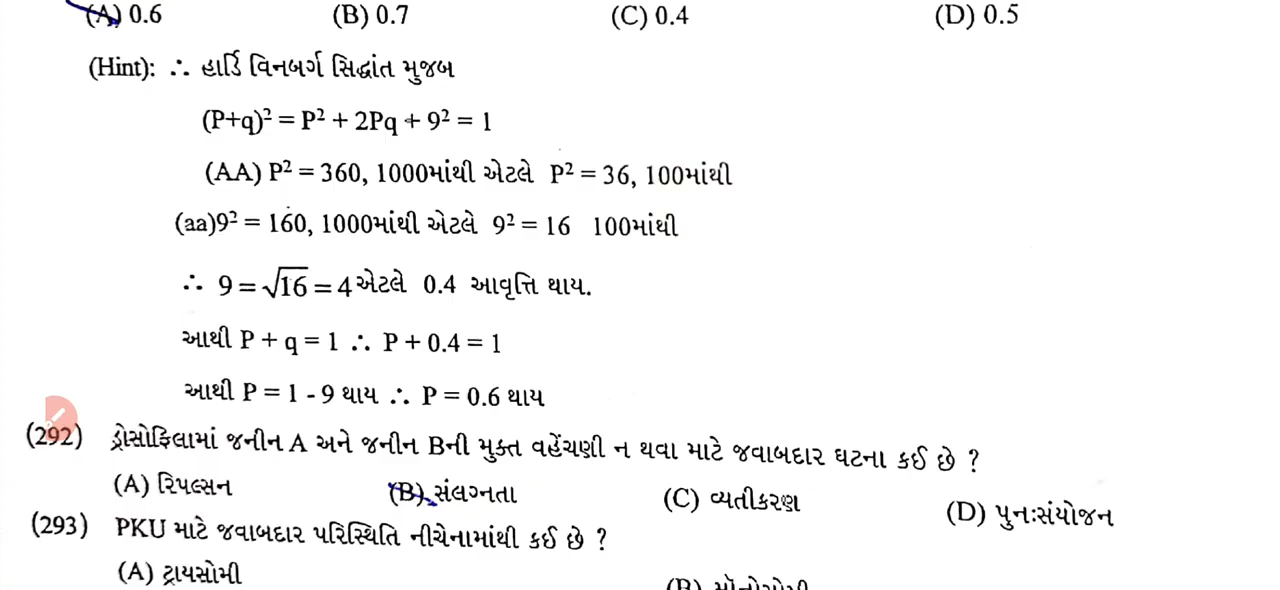 (A) 0.6 (B) 0.7 (C) 0.4 (D) 0.5
(Hint): ∴ હાર્ડિ વિનબર્ગ સિદ્ધાંત મુજબ
(P+q)² = P² + 2Pq + 9² = 1
(AA) P² = 360, 1000માંથી એટલે P² = 36, 100માંથી
(aa)9² = 160, 1000માંથી એટલે 9² = 16 100માંથી
∴ 9 = √16 = 4 એટલે 0.4 આવૃત્તિ થાય.
આથી P + q = 1 ∴ P + 0.4 = 1
આથી P = 1 - 9 થાય ∴ P = 0.6 થાય
(292) ડ્રોસોફિલામાં જનીન A અને જનીન Bની મુક્ત વહેંચણી ન થવા માટે જવાબદાર ઘટના કઈ છે ?
(A) રિપલ્સન (B) સંલગ્નતા (C) વ્યતીકરણ (D) પુનઃસંયોજન
(293) PKU માટે જવાબદાર પરિસ્થિતિ નીચેનામાંથી કઈ છે ?
(A) ટ્રાયસોમી